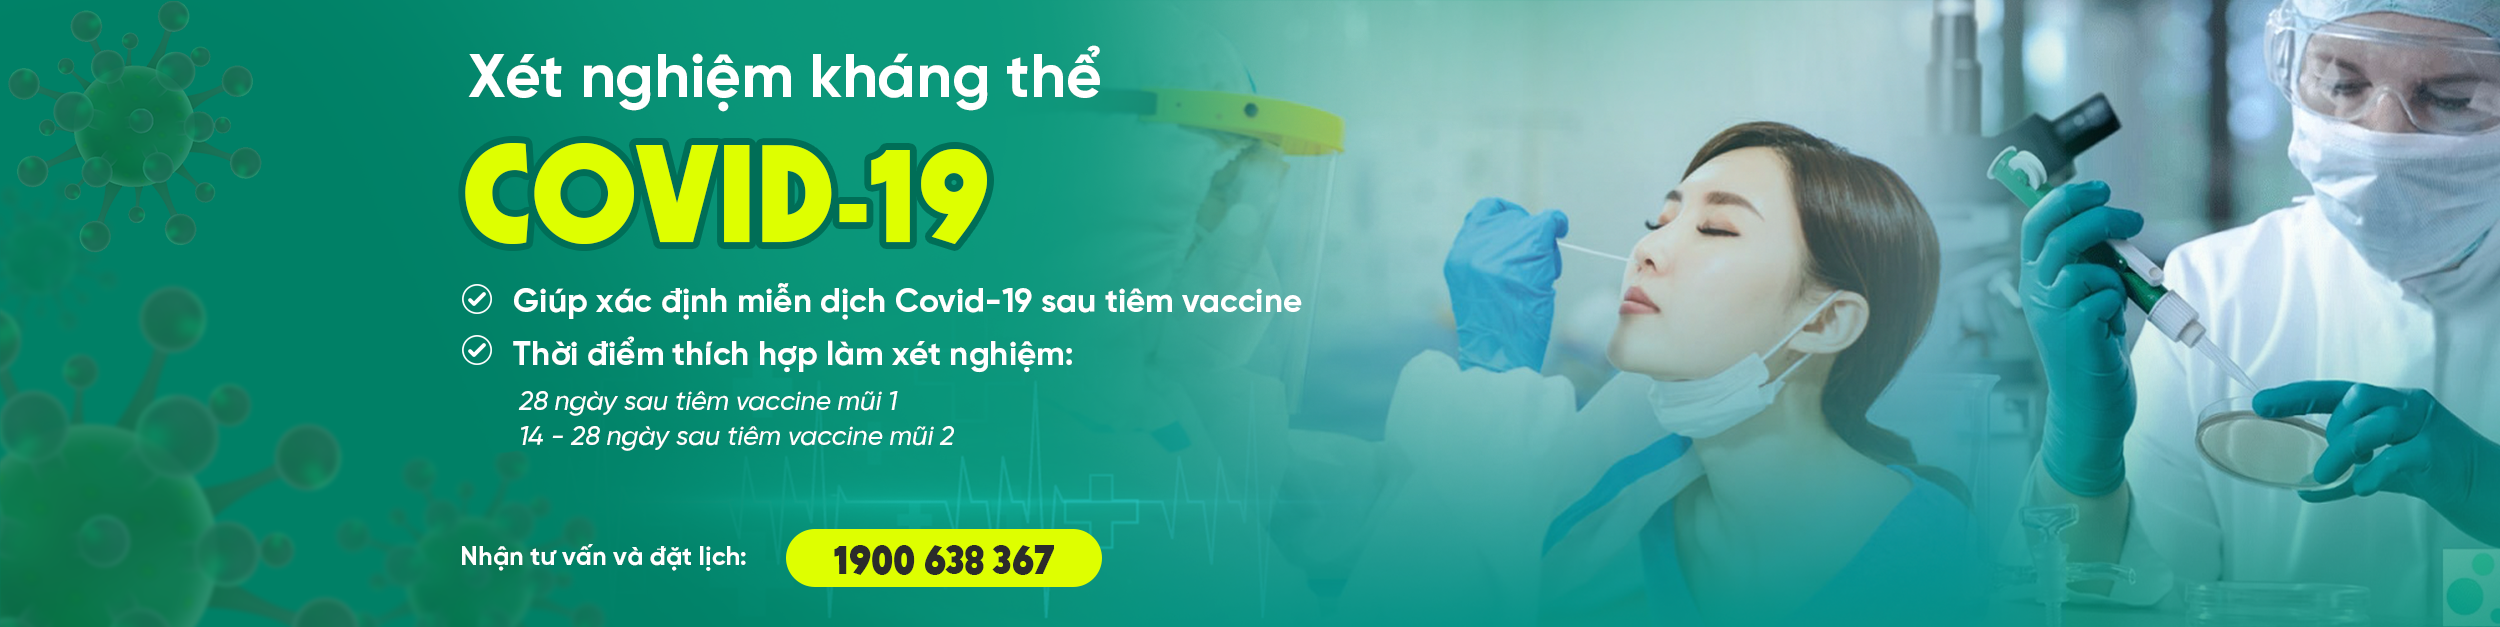 Xét nghiệm kháng thể
COVID-19
Giúp xác định miễn dịch Covid-19 sau tiêm vaccine
Thời điểm thích hợp làm xét nghiệm:
28 ngày sau tiêm vaccine mũi 1
14 - 28 ngày sau tiêm vaccine mũi 2
Nhận tư vấn và đặt lịch: 1900 638 367